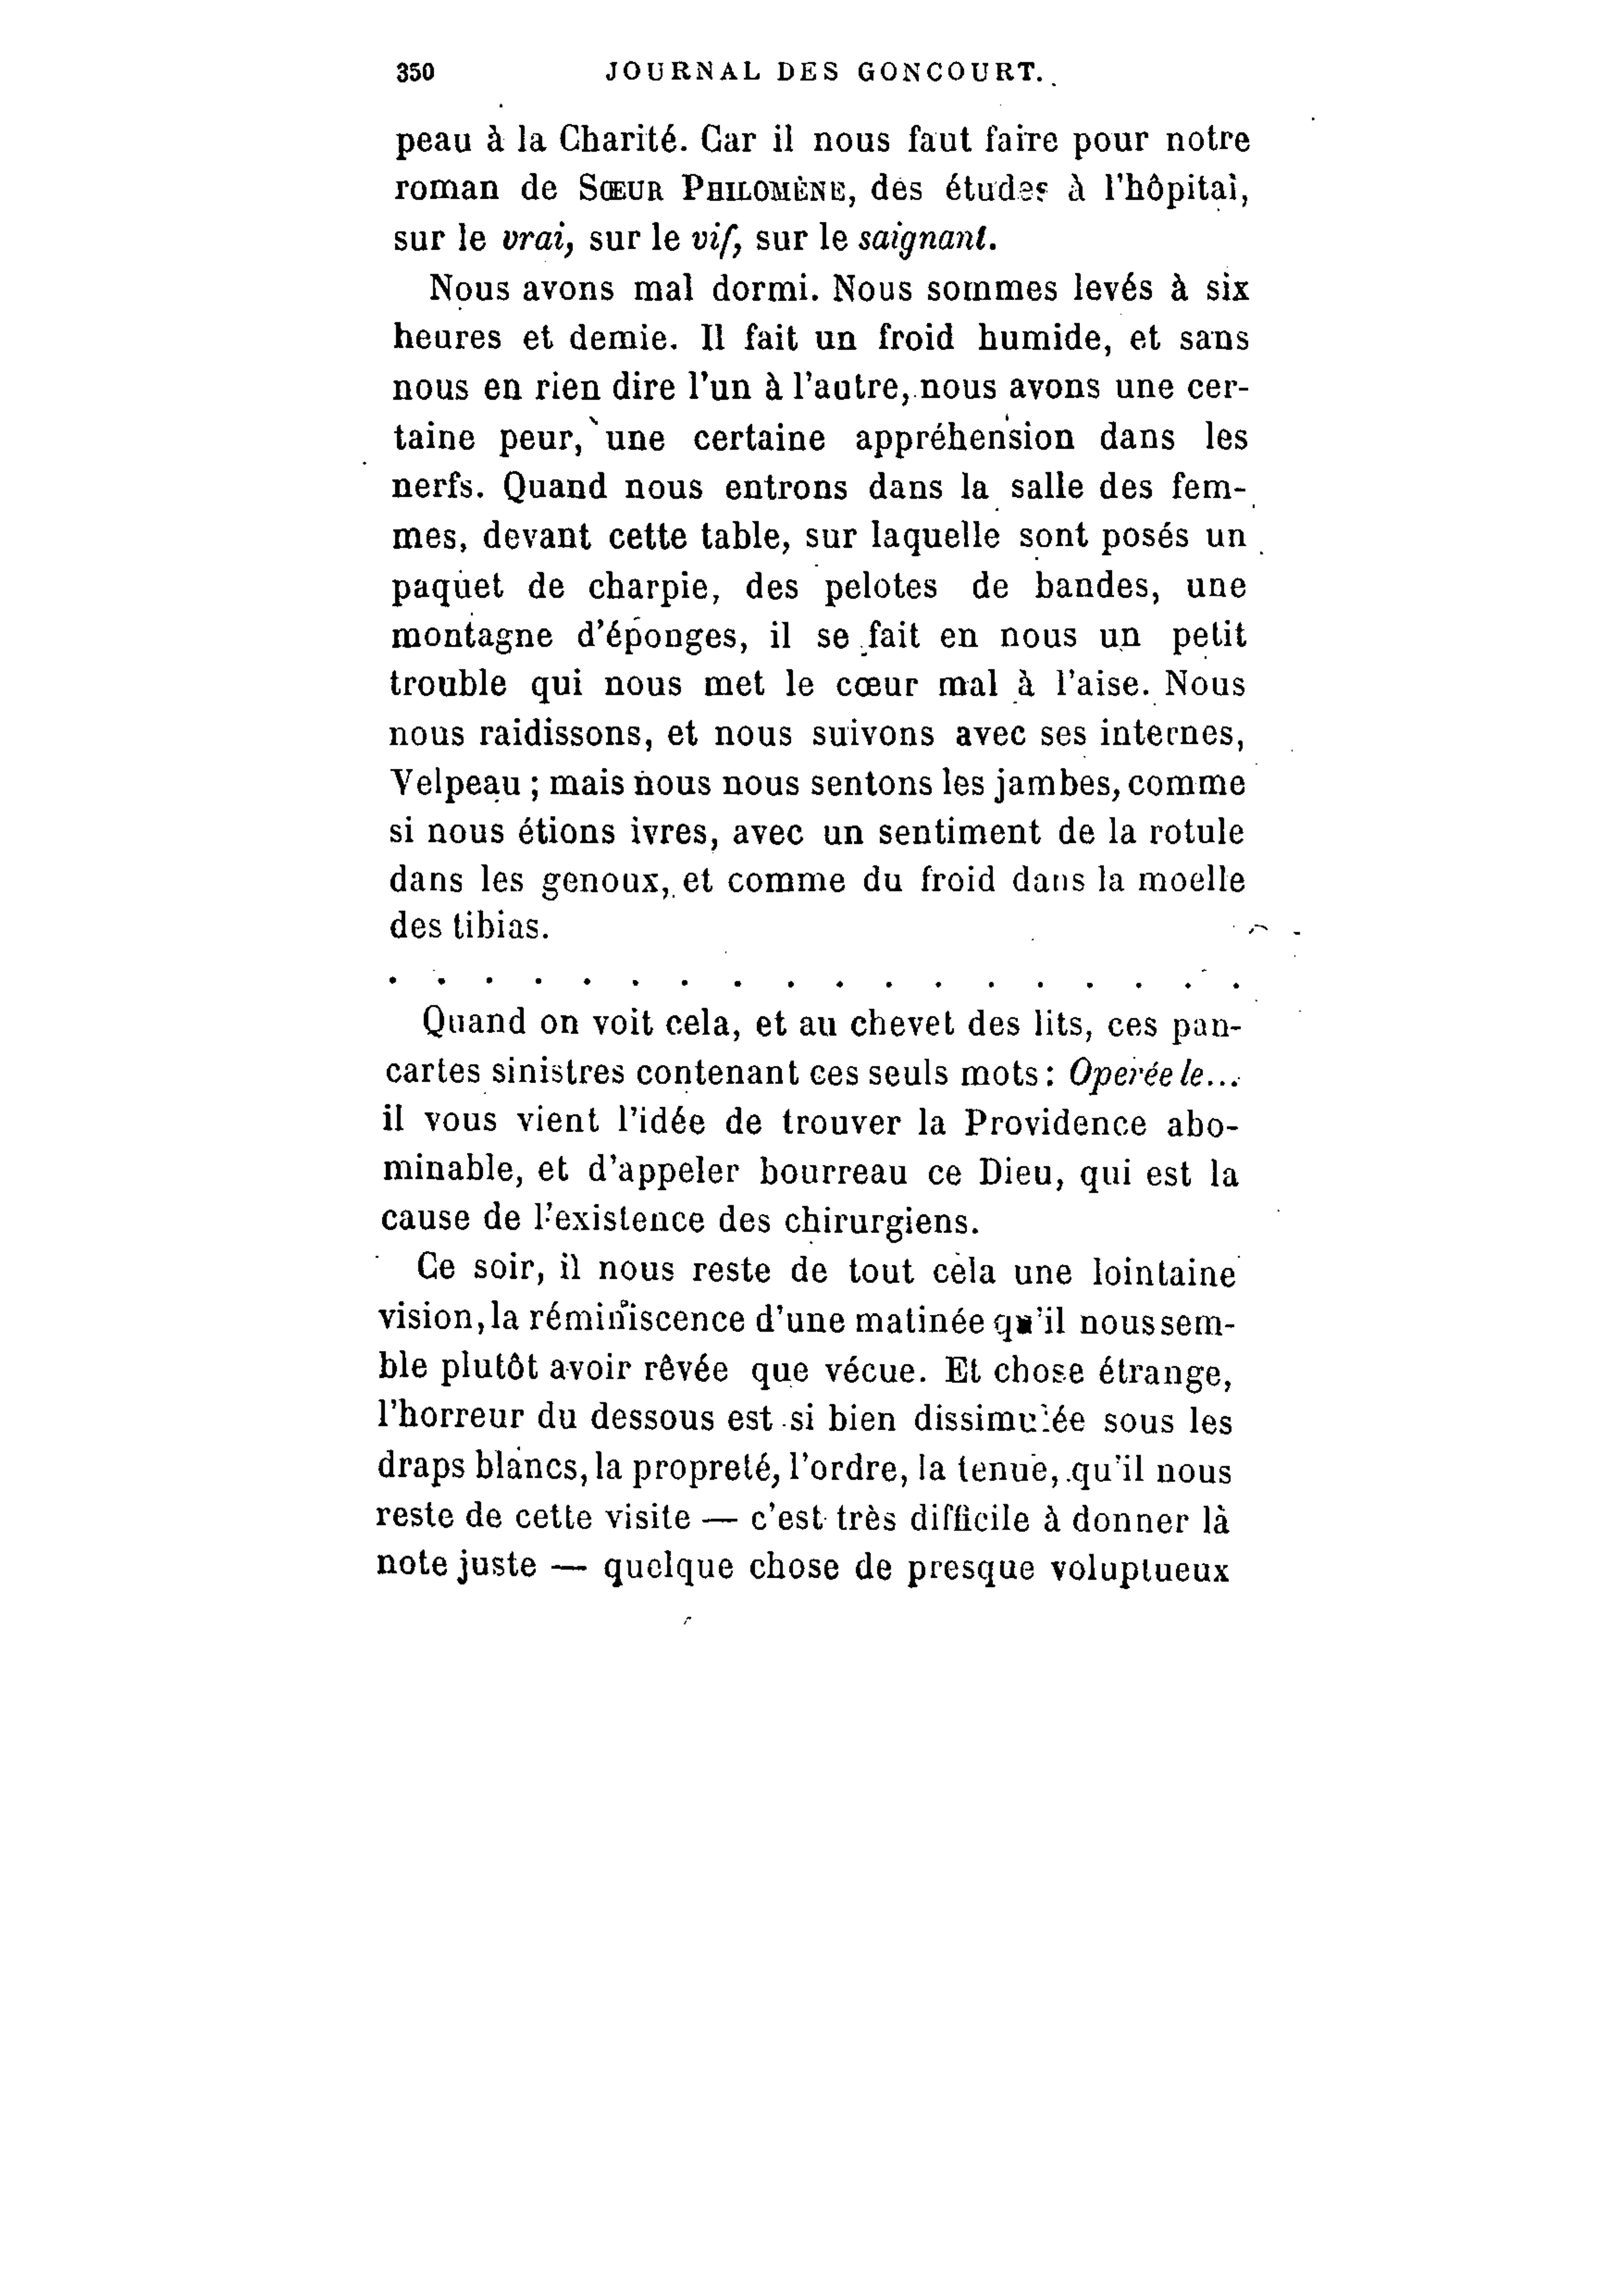 350 JOURNAL DES GONCOURT.
peau à la Charité. Car il nous faut faire pour notre
roman de SŒUR PHILOMÈNE, des études à l'hôpital,
sur le vrai, sur le vif, sur le saignant.
Nous avons mal dormi. Nous sommes levés à six
heures et demie. Il fait un froid humide, et sans
nous en rien dire l'un à l'autre, nous avons une cer-
taine peur, une certaine appréhension dans les
nerfs. Quand nous entrons dans la salle des fem-
mes, devant cette table, sur laquelle sont posés un
paquet de charpie, des pelotes de bandes, une
montagne d'éponges, il se fait en nous un petit
trouble qui nous met le cœur mal à l'aise. Nous
nous raidissons, et nous suivons avec ses internes,
Velpeau ; mais nous nous sentons les jambes, comme
si nous étions ivres, avec un sentiment de la rotule
dans les genoux, et comme du froid dans la moelle
des tibias.
. . . . . . . . . . . . . . . . . .
Quand on voit cela, et au chevet des lits, ces pan-
cartes sinistres contenant ces seuls mots : Operée le...
il vous vient l'idée de trouver la Providence abo-
minable, et d'appeler bourreau ce Dieu, qui est la
cause de l'existence des chirurgiens.
Ce soir, il nous reste de tout cela une lointaine
vision, la réminiscence d'une matinée qu'il nous sem-
ble plutôt avoir rêvée que vécue. Et chose étrange,
l'horreur du dessous est si bien dissimulée sous les
draps blancs, la propreté, l'ordre, la tenue, qu'il nous
reste de cette visite — c'est très difficile à donner là
note juste — quelque chose de presque voluptueux